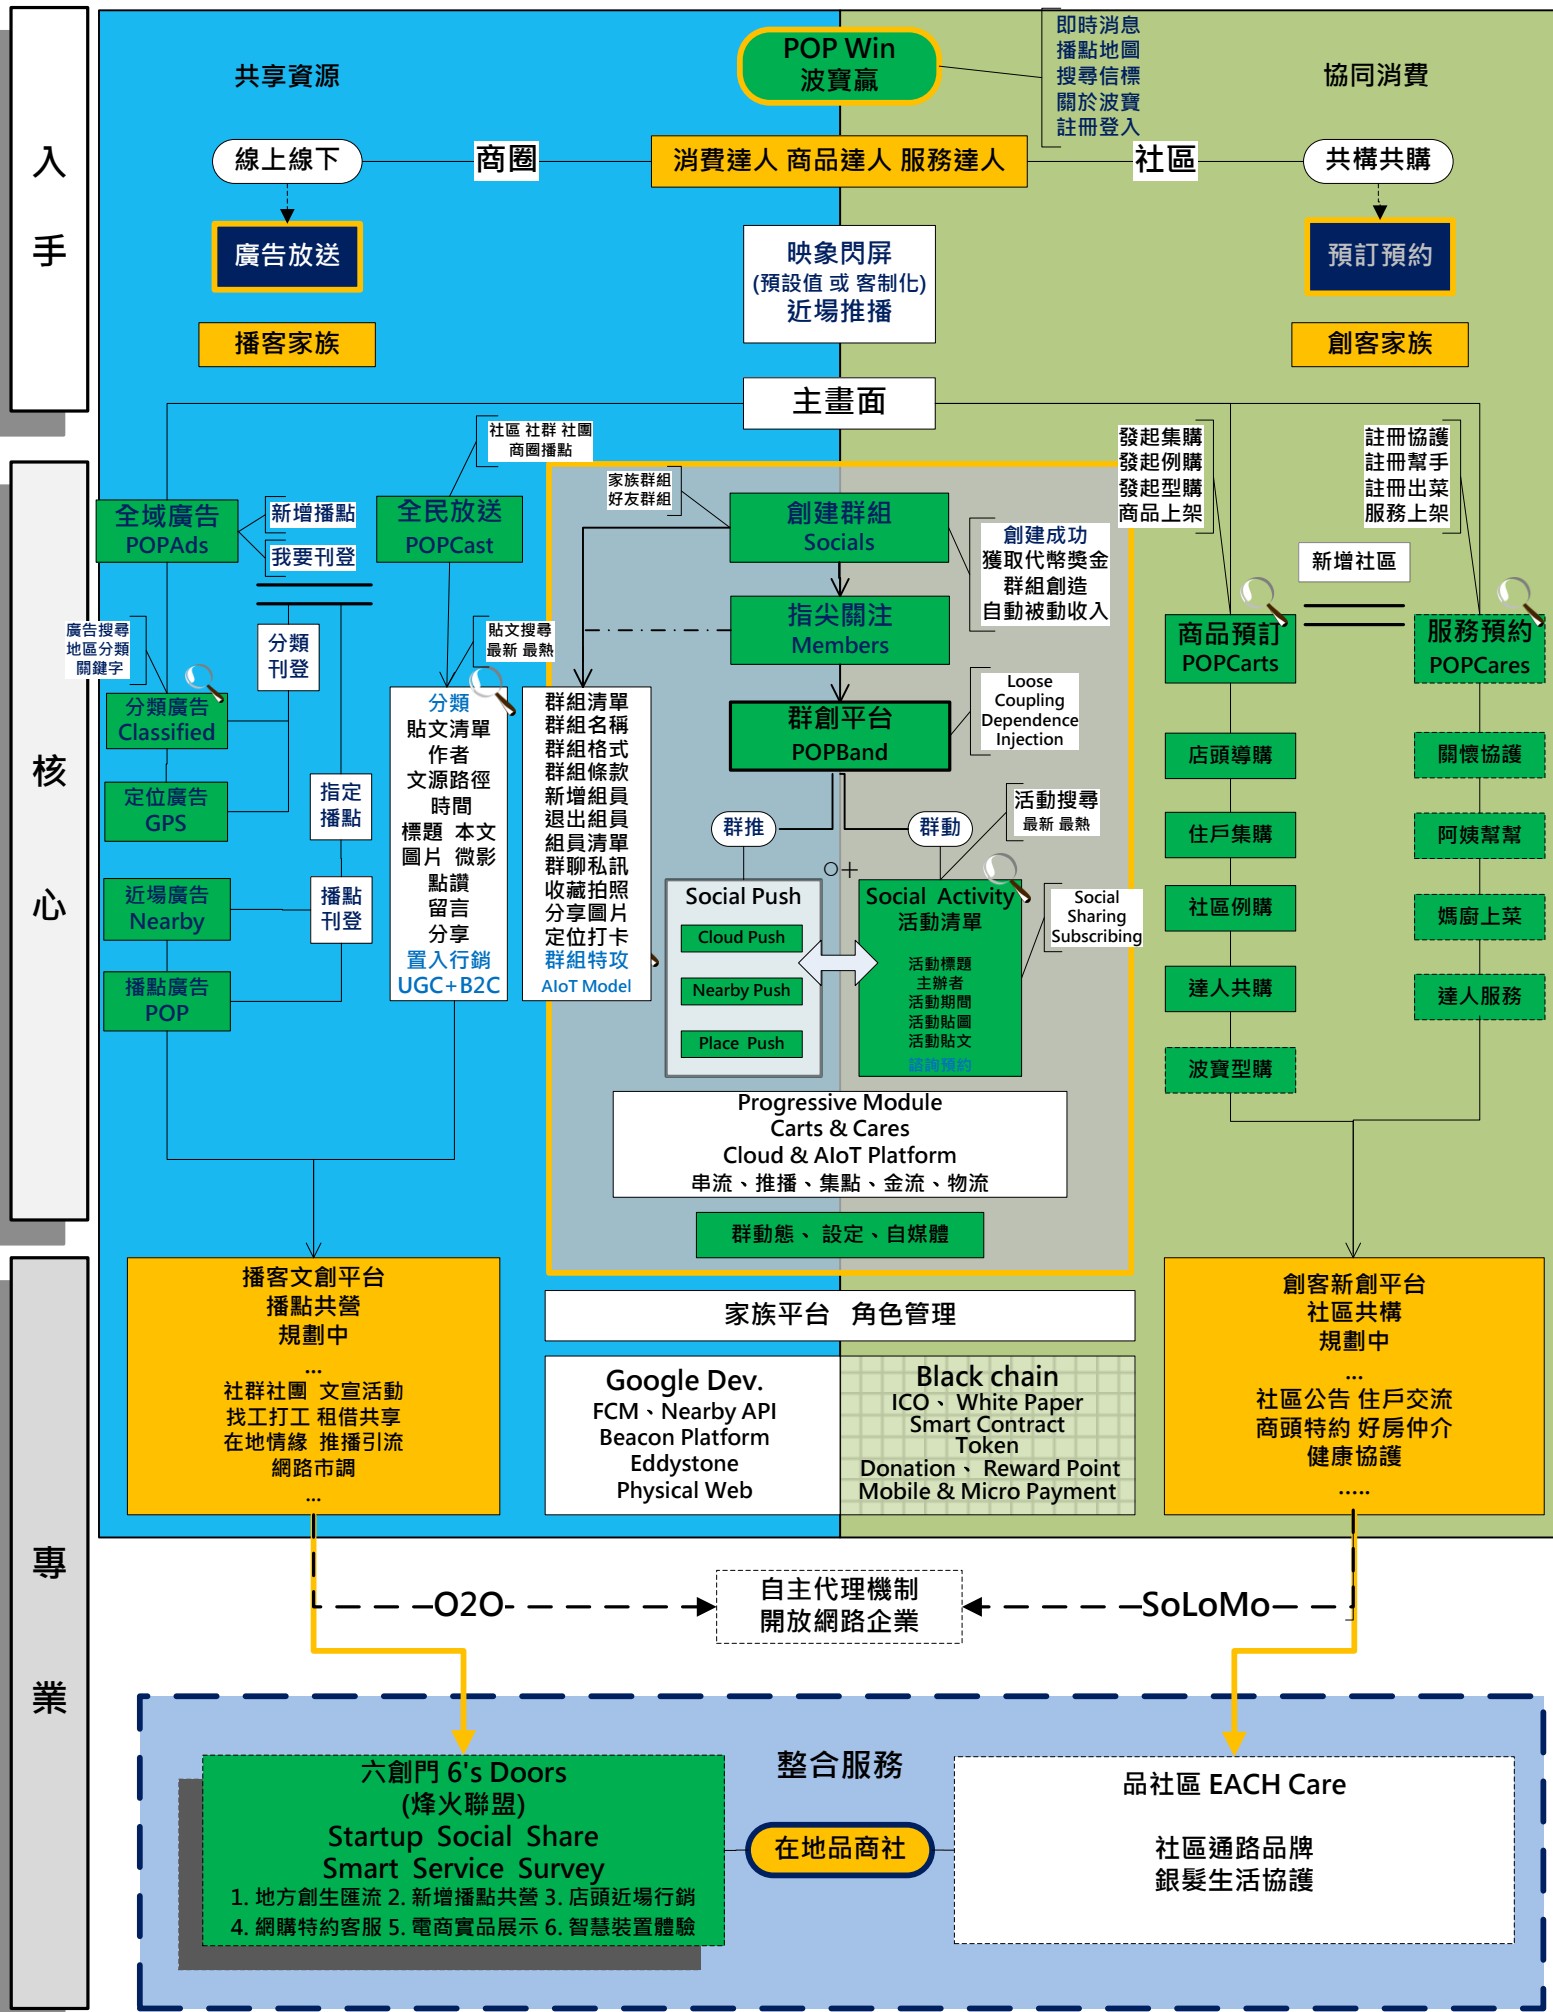 入
手
共享資源
POP Win
波寶贏
即時消息
播點地圖
搜尋信標
關於波寶
註冊登入
協同消費
線上線下
商圈
消費達人 商品達人 服務達人
社區
共構共購
廣告放送
映象閃屏
(預設值 或 客制化)
近場推播
預訂預約
播客家族
創客家族
主畫面
核
心
社區 社群 社團
商圈播點
全域廣告
POPAds
新增播點
我要刊登
全民放送
POPCast
家族群組
好友群組
創建群組
Socials
創建成功
獲取代幣獎金
群組創造
自動被動收入
發起集購
發起例購
發起型購
商品上架
註冊協護
註冊幫手
註冊出菜
服務上架
新增社區
廣告搜尋
地區分類
關鍵字
分類
刊登
貼文搜尋
最新 最熱
指尖關注
Members
商品預訂
POPCarts
服務預約
POPCares
分類廣告
Classified
定位廣告
GPS
指定
播點
近場廣告
Nearby
播點
刊登
播點廣告
POP
分類
貼文清單
作者
文源路徑
時間
標題 本文
圖片 微影
點讚
留言
分享
置入行銷
UGC+B2C
群組清單
群組名稱
群組格式
群組條款
新增組員
退出組員
組員清單
群聊私訊
收藏拍照
分享圖片
定位打卡
群組特攻
AIoT Model
群創平台
POPBand
Loose
Coupling
Dependence
Injection
群推
群動
活動搜尋
最新 最熱
Social Push
Cloud Push
Nearby Push
Place Push
Social Activity
活動清單
活動標題
主辦者
活動期間
活動貼圖
活動貼文
諮詢預約
Social
Sharing
Subscribing
店頭導購
住戶集購
社區例購
達人共購
波寶型購
關懷協護
阿姨幫幫
媽廚上菜
達人服務
Progressive Module
Carts & Cares
Cloud & AIoT Platform
串流、推播、集點、金流、物流
群動態、 設定、自媒體
專
業
播客文創平台
播點共營
規劃中
...
社群社團 文宣活動
找工打工 租借共享
在地情緣 推播引流
網路市調
...
家族平台 角色管理
Google Dev.
FCM、Nearby API
Beacon Platform
Eddystone
Physical Web
Black chain
ICO、 White Paper
Smart Contract
Token
Donation、 Reward Point
Mobile & Micro Payment
創客新創平台
社區共構
規劃中
...
社區公告 住戶交流
商頭特約 好房仲介
健康協護
.....
O2O
自主代理機制
開放網路企業
SoLoMo
六創門 6's Doors
(烽火聯盟)
Startup Social Share
Smart Service Survey
1. 地方創生匯流 2. 新增播點共營 3. 店頭近場行銷
4. 網購特約客服 5. 電商實品展示 6. 智慧裝置體驗
整合服務
在地品商社
品社區 EACH Care
社區通路品牌
銀髮生活協護